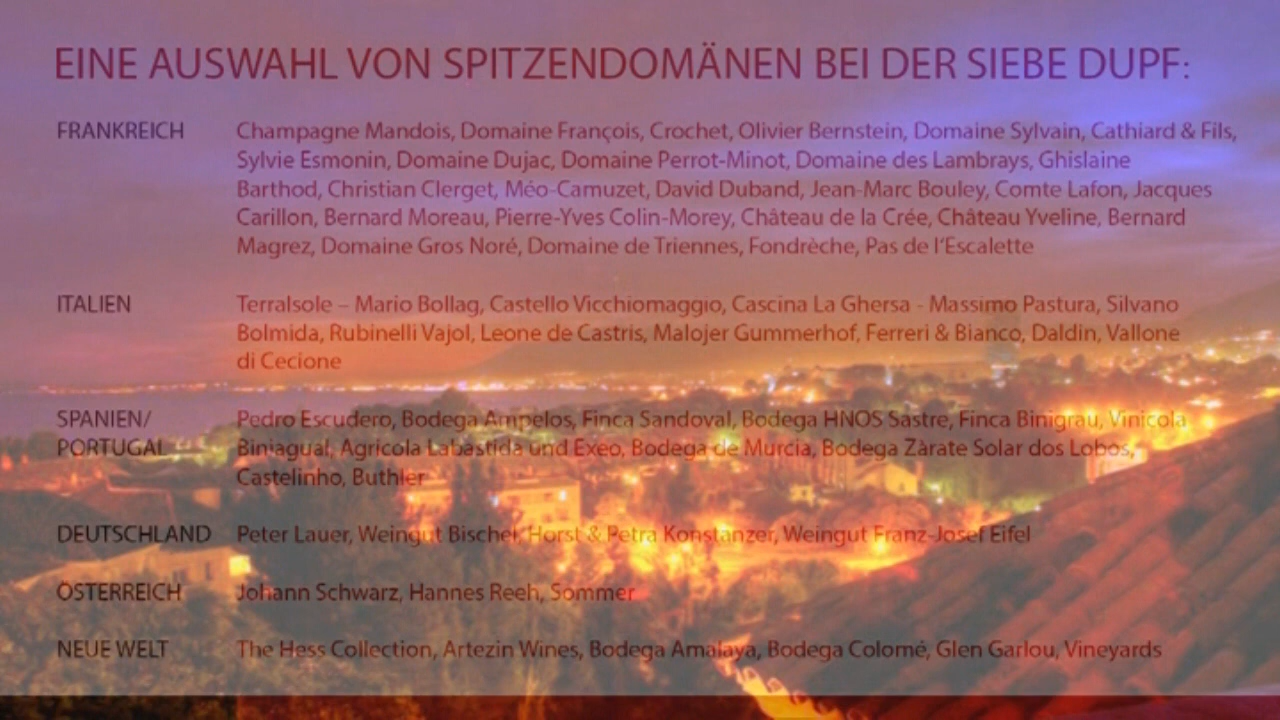 EINE AUSWAHL VON SPITZENDOMÄNEN BEI DER SIEBE DUPF:
FRANKREICH Champagne Mandois, Domaine François, Crochet, Olivier Bernstein, Domaine Sylvain, Cathiard & Fils,
Sylvie Esmonin, Domaine Dujac, Domaine Perrot-Minot, Domaine des Lambrays, Ghislaine
Barthod, Christian Clerget, Méo-Camuzet, David Duband, Jean-Marc Bouley, Comte Lafon, Jacques
Carillon, Bernard Moreau, Pierre-Yves Colin-Morey, Château de la Crée, Château Yveline, Bernard
Magrez, Domaine Gros Noré, Domaine de Triennes, Fondrèche, Pas de l'Escalette
ITALIEN Terralsole – Mario Bollag, Castello Vicchiomaggio, Cascina La Ghersa - Massimo Pastura, Silvano
Bolmida, Rubinelli Vajol, Leone de Castris, Malojer Gummerhof, Ferreri & Bianco, Daldin, Vallone
di Cecione
SPANIEN/ Pedro Escudero, Bodega Ampelos, Finca Sandoval, Bodega HNOS Sastre, Finca Binigrau, Vinicola
PORTUGAL Biniagual, Agricola Labastida und Exeo, Bodega de Murcia, Bodega Zàrate Solar dos Lobos,
Castelinho, Buthler
DEUTSCHLAND Peter Lauer, Weingut Bischel, Horst & Petra Konstanzer, Weingut Franz-Josef Eifel
ÖSTERREICH Johann Schwarz, Hannes Reeh, Sommer
NEUE WELT The Hess Collection, Artezin Wines, Bodega Amalaya, Bodega Colomé, Glen Garlou, Vineyards